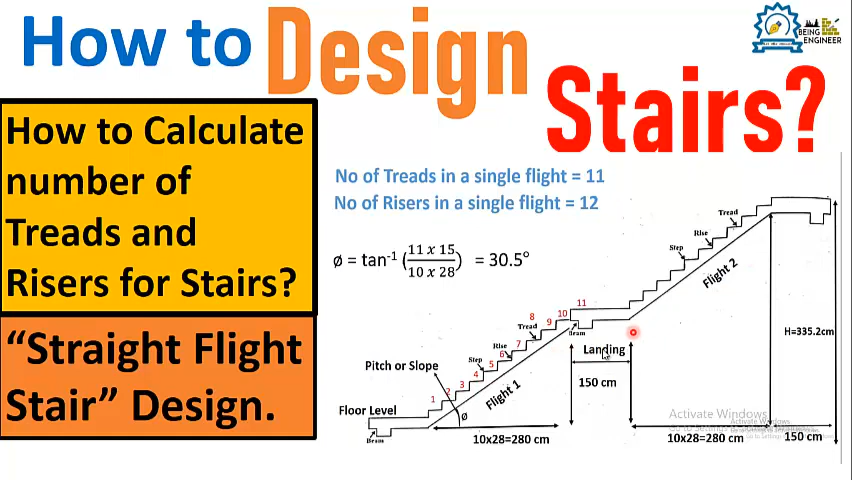 How to Design
Stairs?
BEING
ENGINEER
How to Calculate
number of
Treads and
Risers for Stairs?
"Straight Flight
Stair" Design.
No of Treads in a single flight = 11
No of Risers in a single flight = 12
ø = tan⁻¹ (11 x 15 / 10 x 28) = 30.5°
Tread
Rise
Step
Flight 2
H=335.2cm
11
10
9
8
7
6
5
4
3
2
1
Beam
Tread
Rise
Step
Landing
150 cm
Pitch or Slope
Flight 1
Floor Level
ø
Beam
10x28=280 cm
10x28=280 cm
150 cm
Activate Windows
Activate Windows